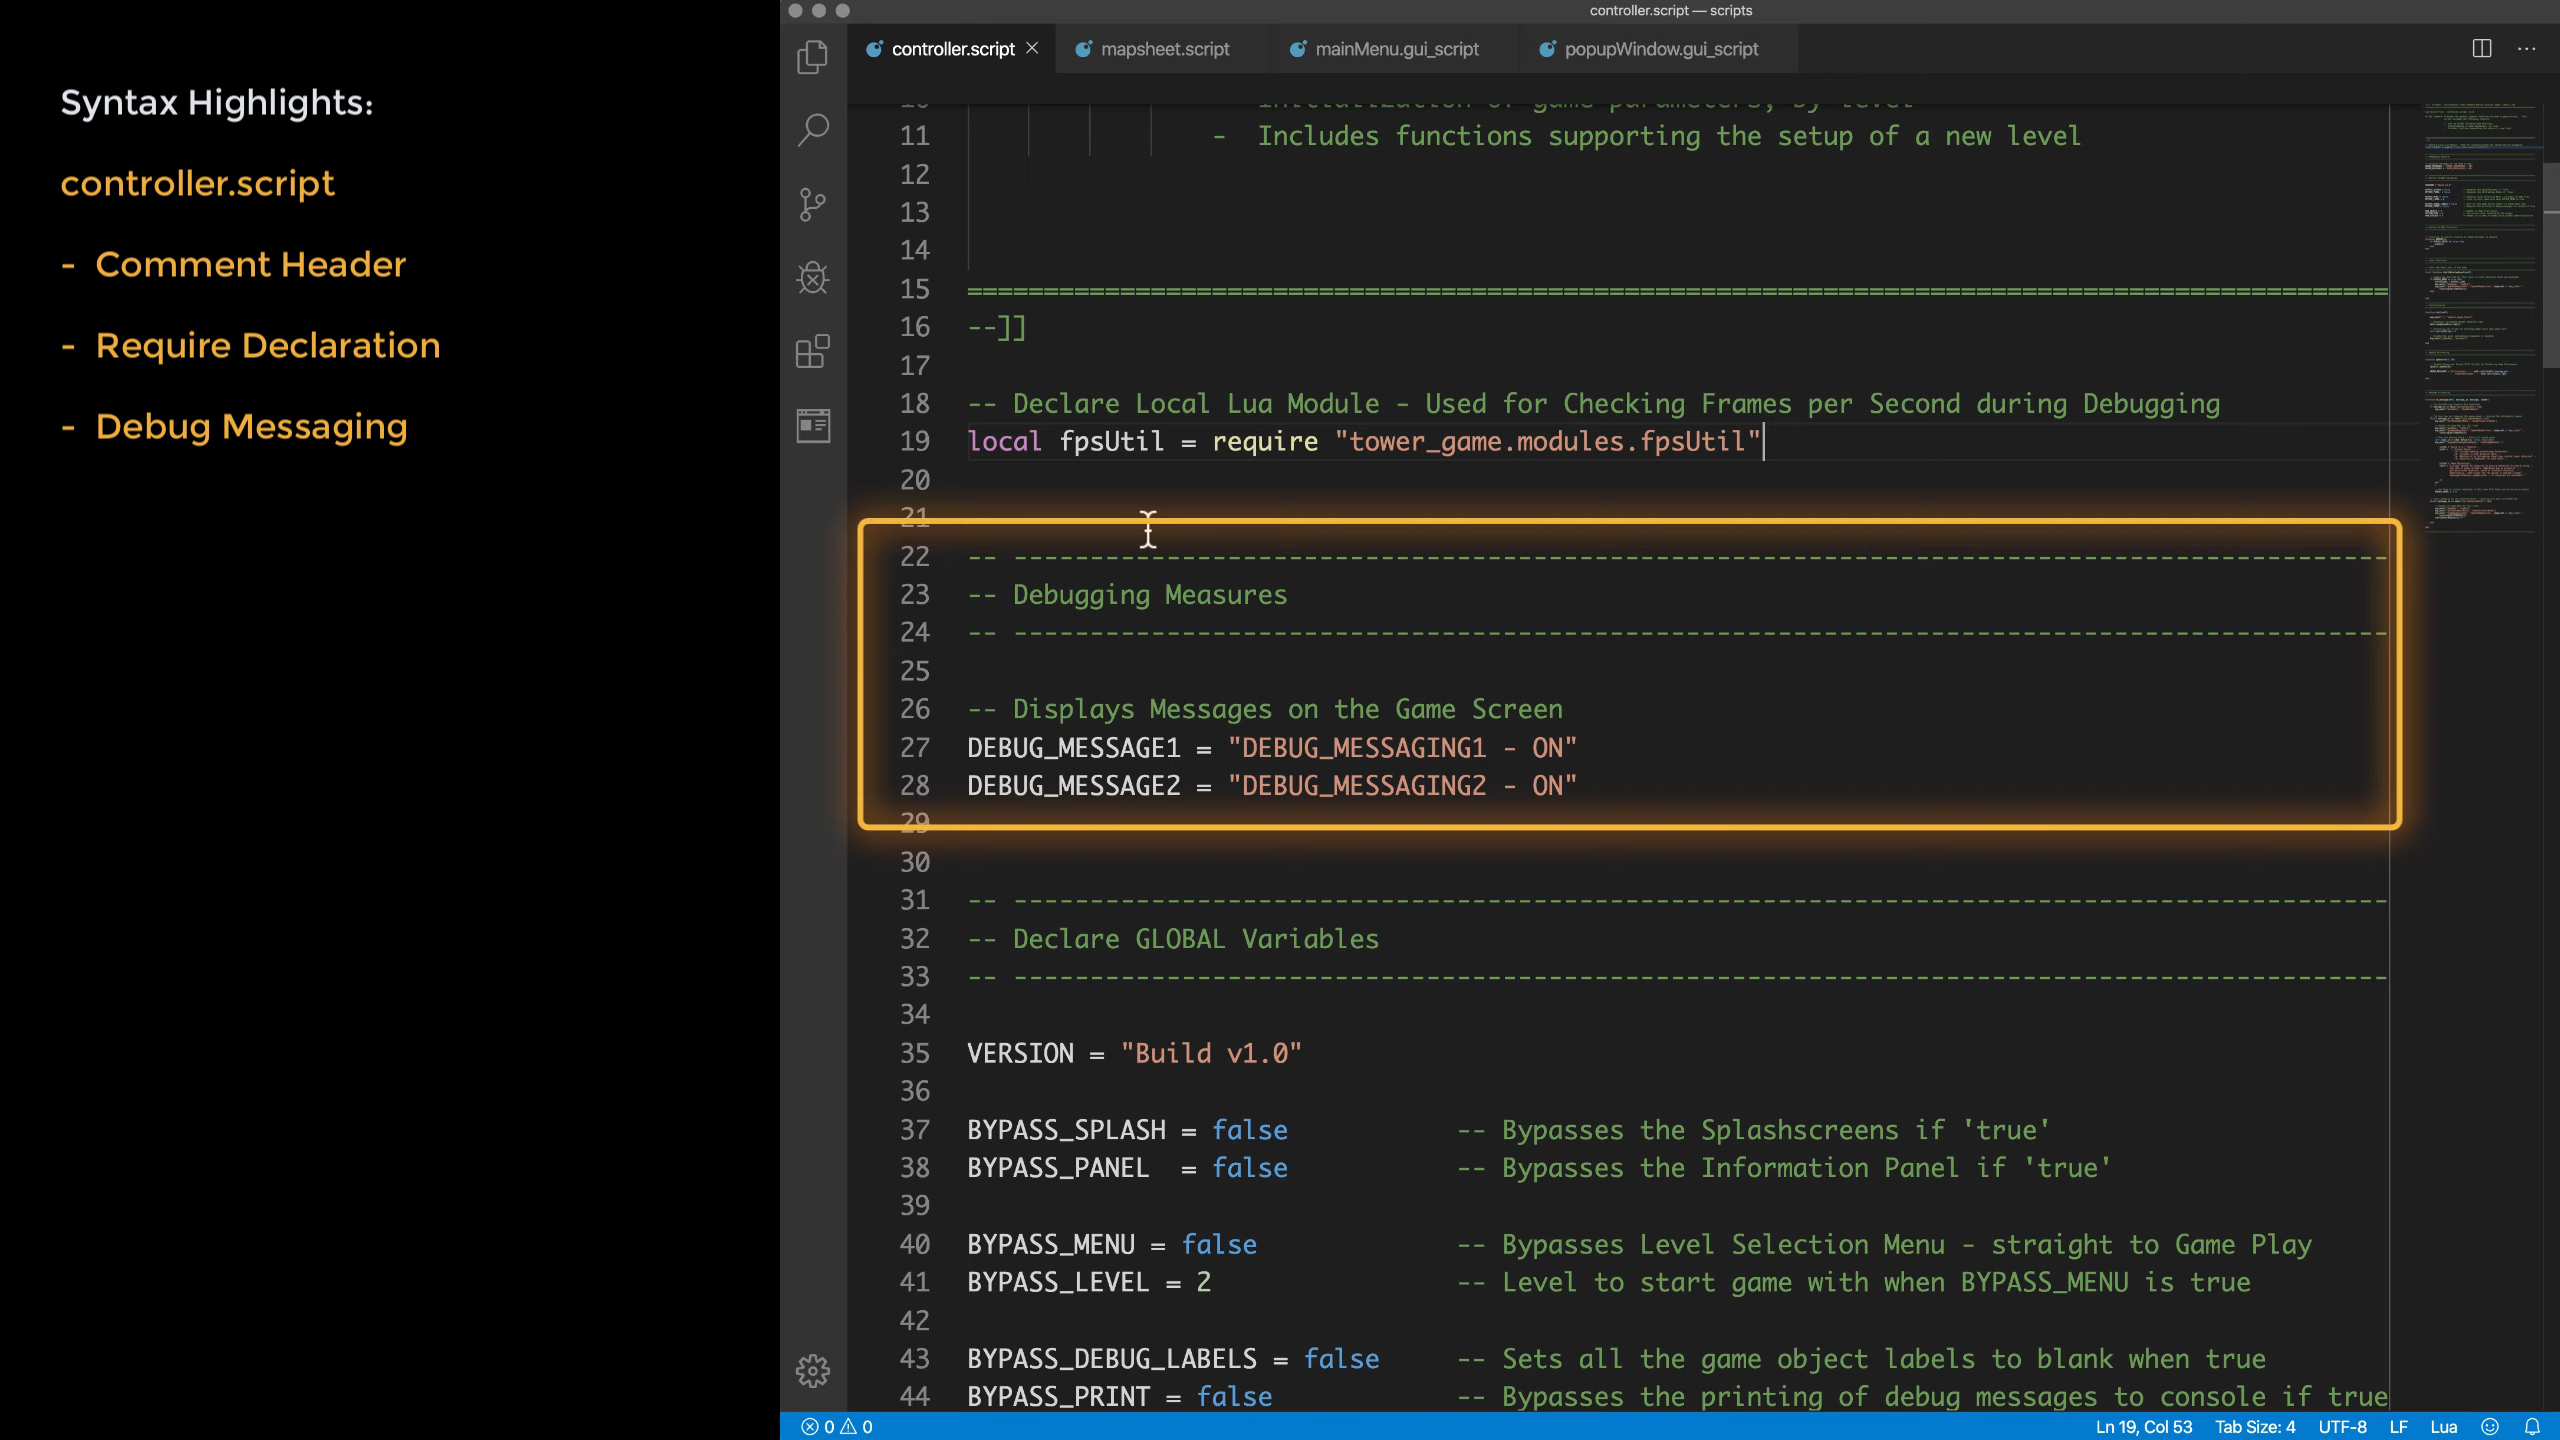 Syntax Highlights:
controller.script
- Comment Header
- Require Declaration
- Debug Messaging
controller.script — scripts
controller.script mapsheet.script mainMenu.gui_script popupWindow.gui_script
Initialization of game parameters, by level
11 - Includes functions supporting the setup of a new level
12
13
14
15 =============================================================================================
16 --]]
17
18 -- Declare Local Lua Module - Used for Checking Frames per Second during Debugging
19 local fpsUtil = require "tower_game.modules.fpsUtil"
20
21
22 -- ------------------------------------------------------------------------------------------
23 -- Debugging Measures
24 -- ------------------------------------------------------------------------------------------
25
26 -- Displays Messages on the Game Screen
27 DEBUG_MESSAGE1 = "DEBUG_MESSAGING1 - ON"
28 DEBUG_MESSAGE2 = "DEBUG_MESSAGING2 - ON"
29
30
31 -- ------------------------------------------------------------------------------------------
32 -- Declare GLOBAL Variables
33 -- ------------------------------------------------------------------------------------------
34
35 VERSION = "Build v1.0"
36
37 BYPASS_SPLASH = false -- Bypasses the Splashscreens if 'true'
38 BYPASS_PANEL = false -- Bypasses the Information Panel if 'true'
39
40 BYPASS_MENU = false -- Bypasses Level Selection Menu - straight to Game Play
41 BYPASS_LEVEL = 2 -- Level to start game with when BYPASS_MENU is true
42
43 BYPASS_DEBUG_LABELS = false -- Sets all the game object labels to blank when true
44 BYPASS_PRINT = false -- Bypasses the printing of debug messages to console if true
0 0 Ln 19, Col 53 Tab Size: 4 UTF-8 LF Lua